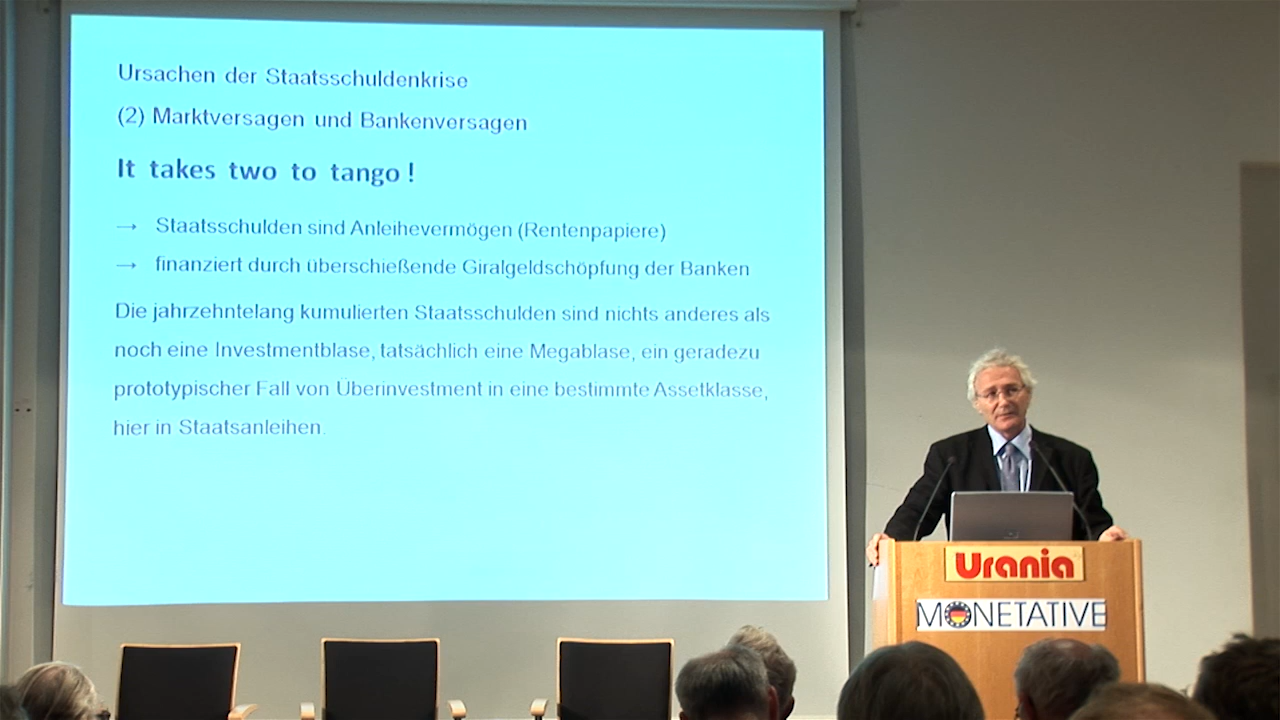 Ursachen der Staatsschuldenkrise
(2) Marktversagen und Bankenversagen
It takes two to tango !
→ Staatsschulden sind Anleihevermögen (Rentenpapiere)
→ finanziert durch überschießende Giralgeldschöpfung der Banken
Die jahrzehntelang kumulierten Staatsschulden sind nichts anderes als
noch eine Investmentblase, tatsächlich eine Megablase, ein geradezu
prototypischer Fall von Überinvestment in eine bestimmte Assetklasse,
hier in Staatsanleihen.
Urania
MONETATIVE